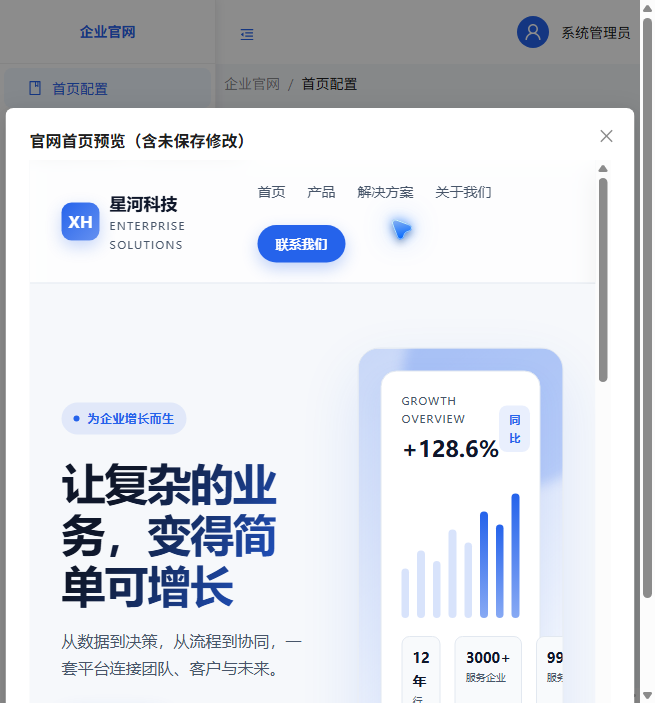 企业官网
系统管理员
首页配置
企业官网 / 首页配置
官网首页预览（含未保存修改）
XH
星河科技
ENTERPRISE
SOLUTIONS
首页 产品 解决方案 关于我们
联系我们
为企业增长而生
让复杂的业
务，变得简
单可增长
从数据到决策，从流程到协同，一
套平台连接团队、客户与未来。
GROWTH
OVERVIEW
+128.6%
同
比
12
年
行
3000+
服务企业
99
服务